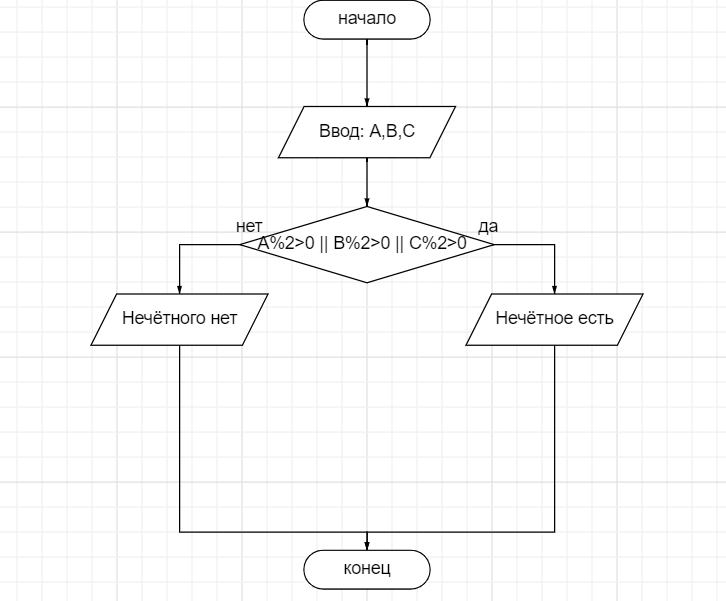 начало
Ввод: A,B,C
нет
да
A%2>0 || B%2>0 || C%2>0
Нечётного нет
Нечётное есть
конец